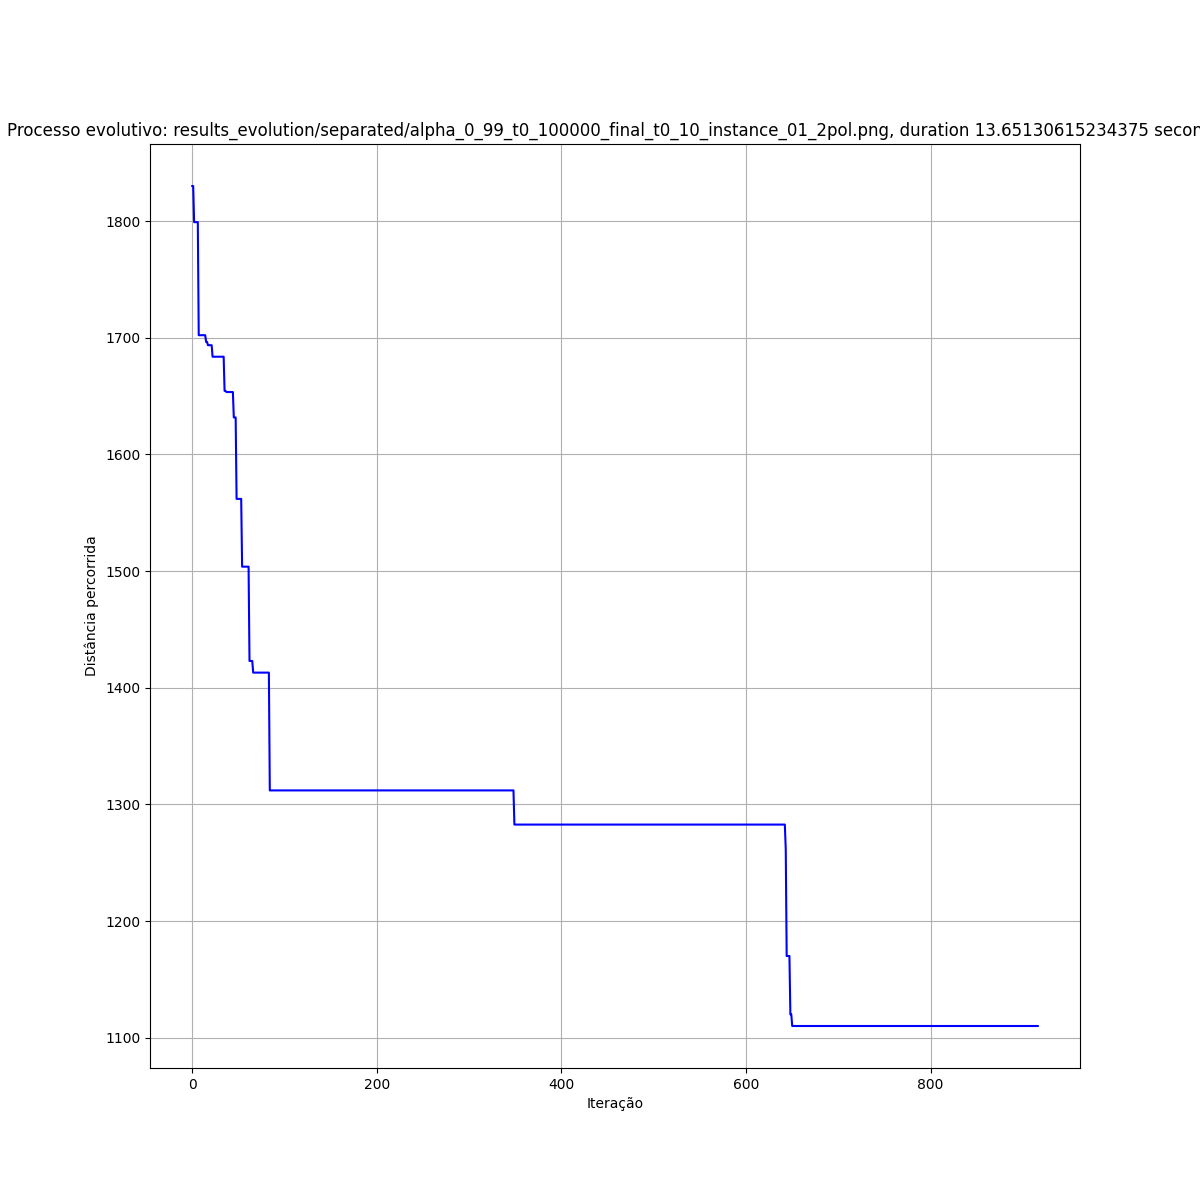 Processo evolutivo: results_evolution/separated/alpha_0_99_t0_100000_final_t0_10_instance_01_2pol.png, duration 13.65130615234375 secon
1800
1700
1600
1500
1400
1300
1200
1100
Distância percorrida
0 200 400 600 800
Iteração